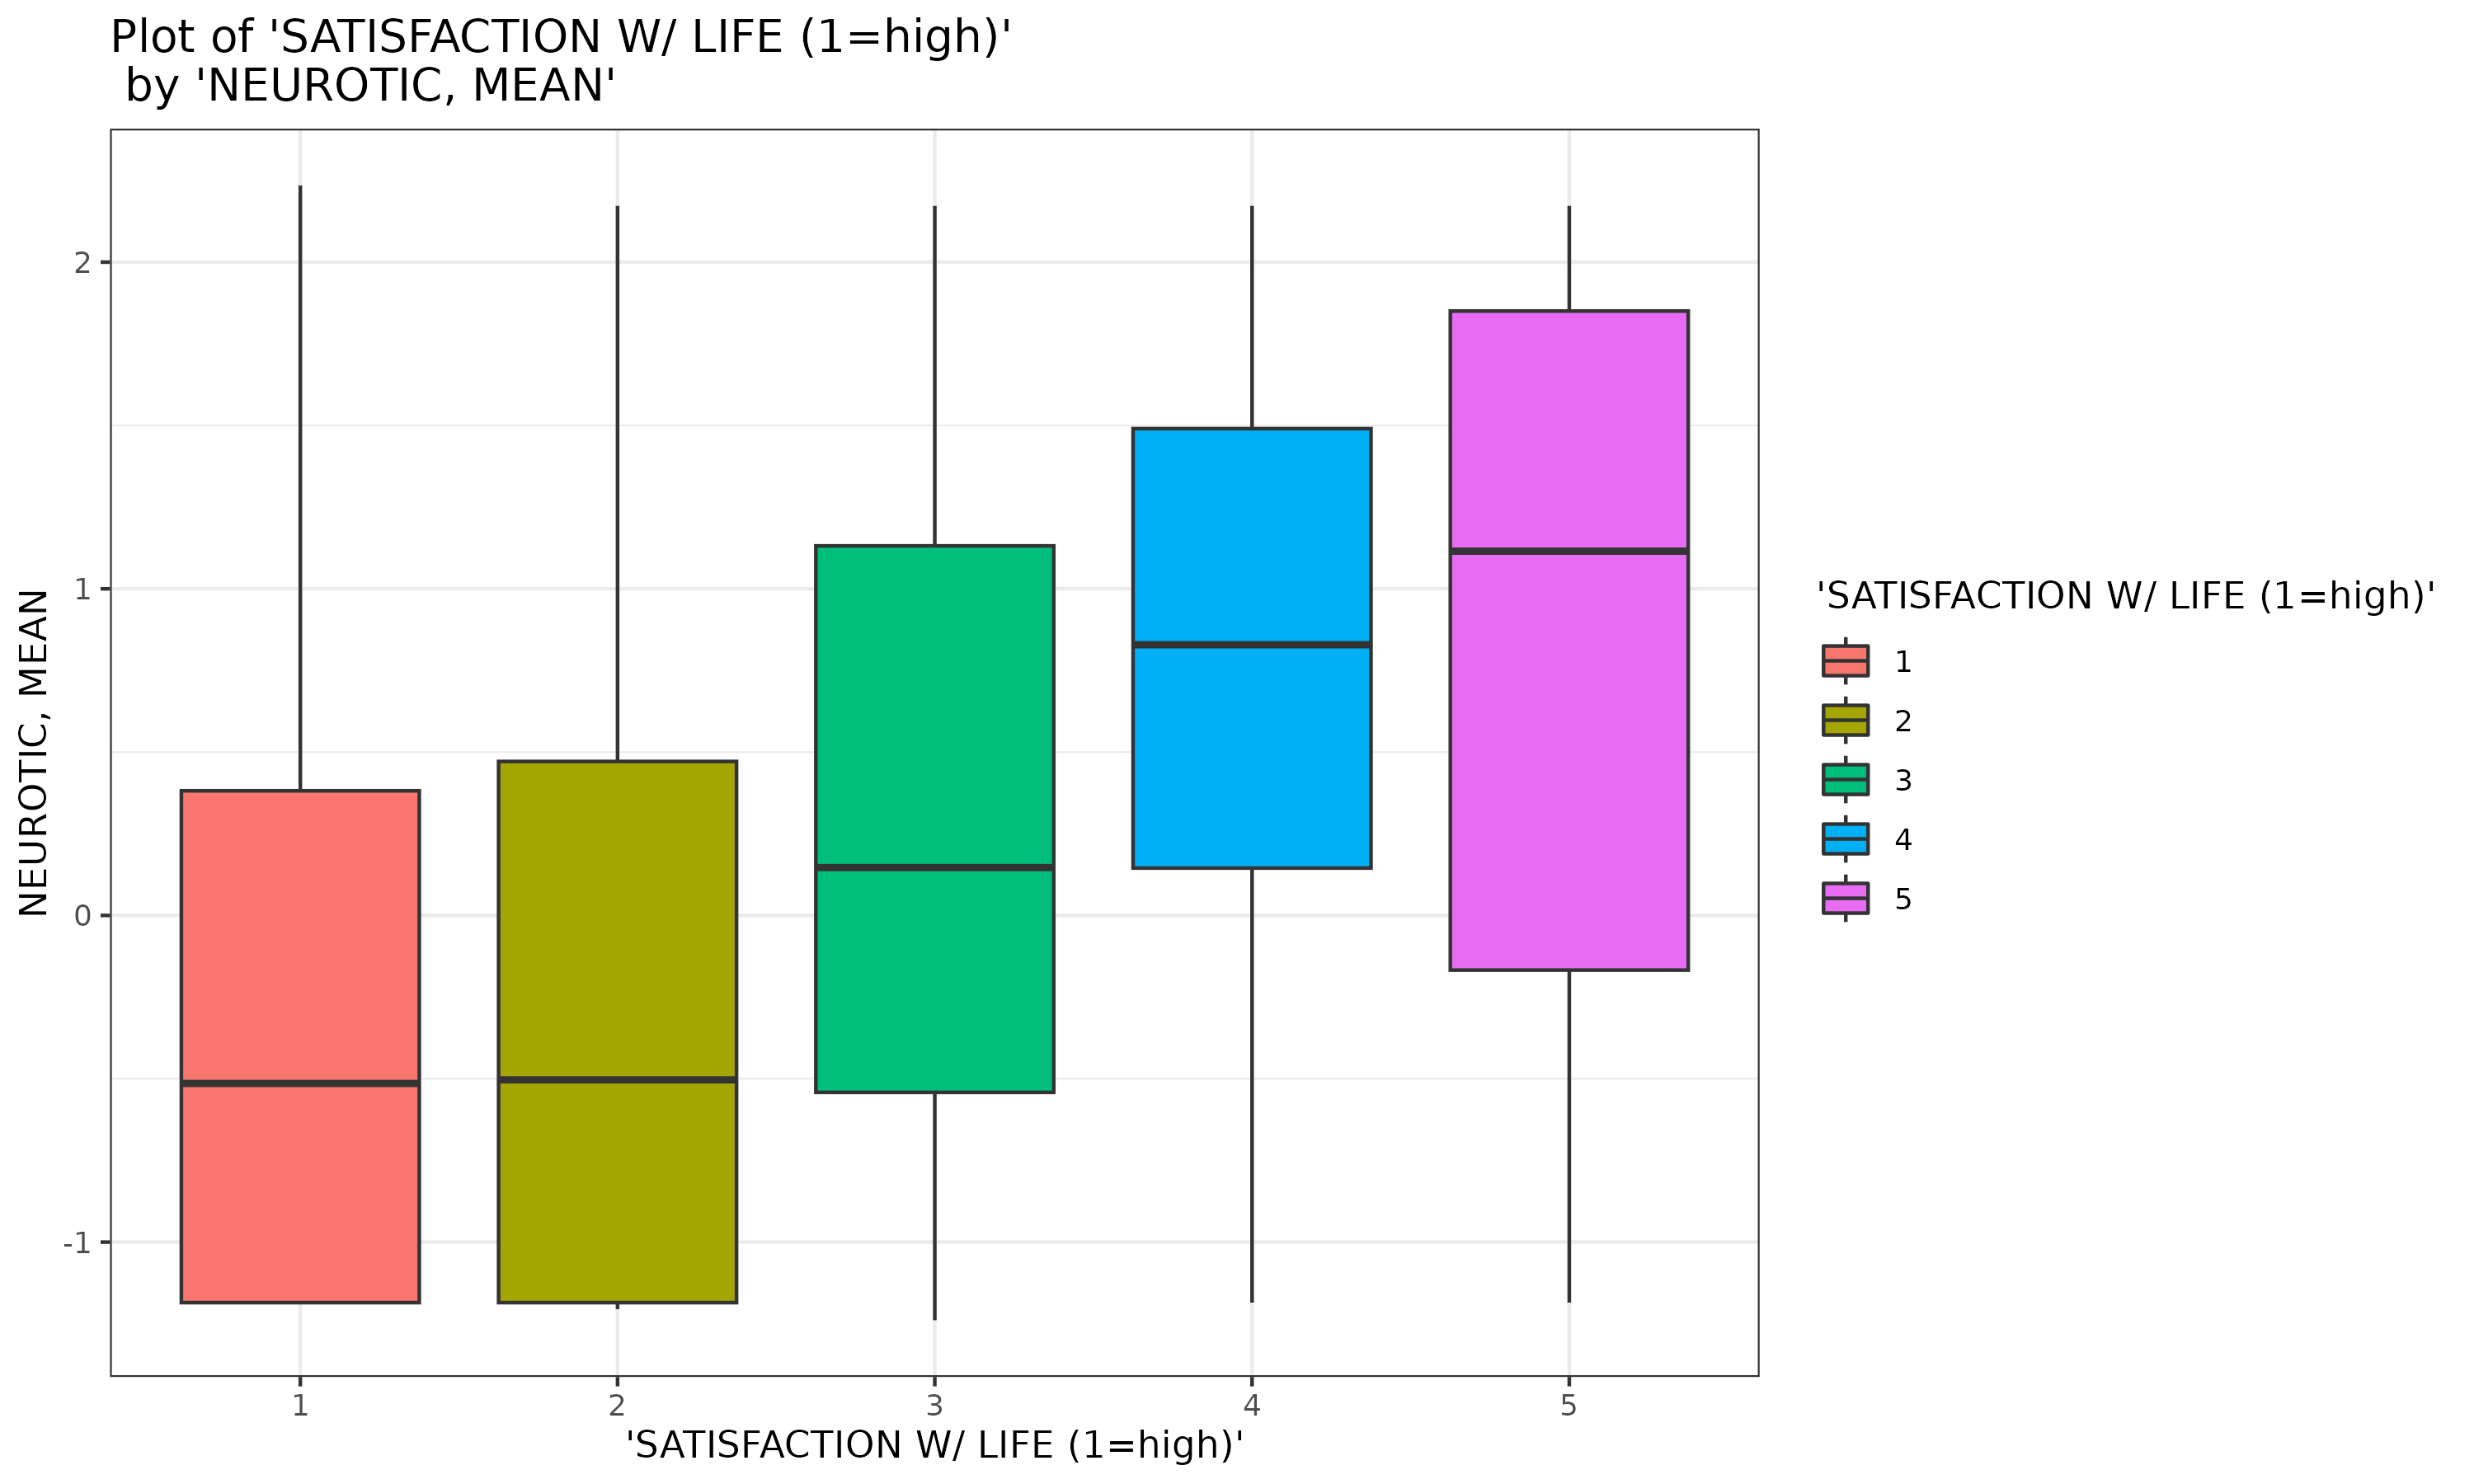 Plot of 'SATISFACTION W/ LIFE (1=high)'
by 'NEUROTIC, MEAN'
NEUROTIC, MEAN
2
1
0
-1
1
2
3
4
5
'SATISFACTION W/ LIFE (1=high)'
'SATISFACTION W/ LIFE (1=high)'
1
2
3
4
5